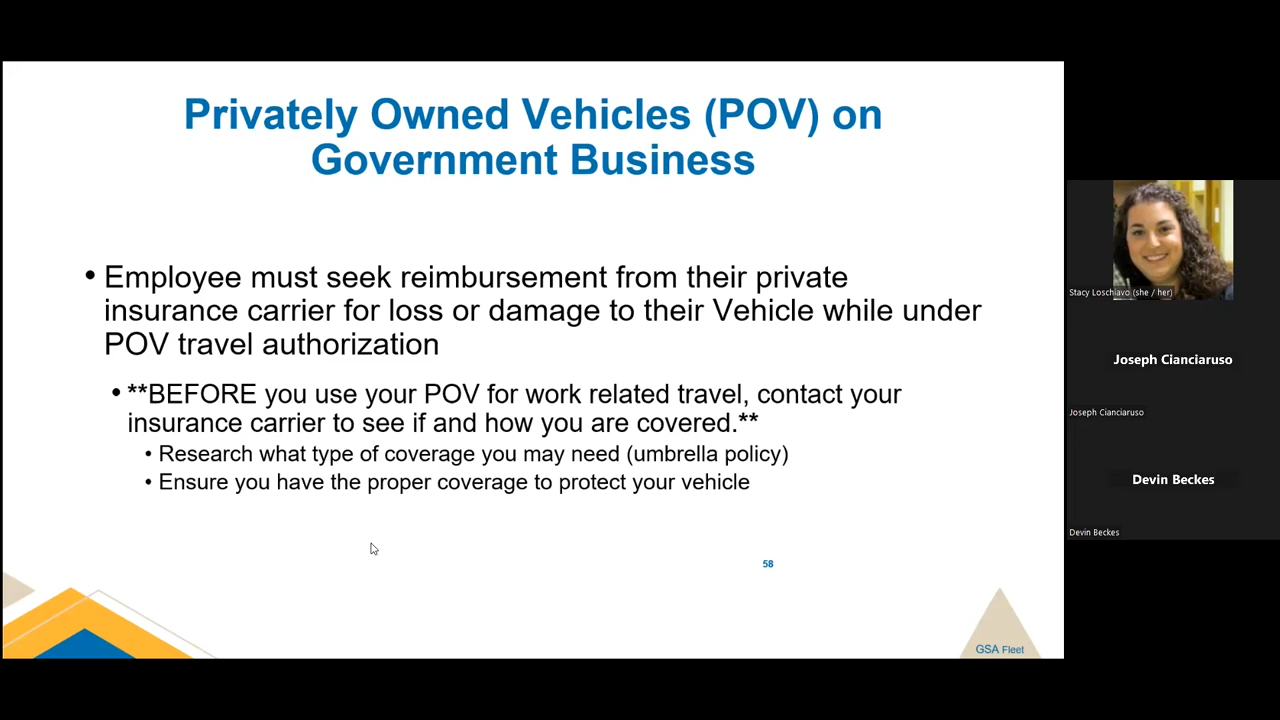 Privately Owned Vehicles (POV) on
Government Business
• Employee must seek reimbursement from their private
insurance carrier for loss or damage to their Vehicle while under
POV travel authorization
• **BEFORE you use your POV for work related travel, contact your
insurance carrier to see if and how you are covered.**
• Research what type of coverage you may need (umbrella policy)
• Ensure you have the proper coverage to protect your vehicle
58
GSA Fleet
Stacy Loschiavo (she / her)
Joseph Cianciaruso
Joseph Cianciaruso
Devin Beckes
Devin Beckes